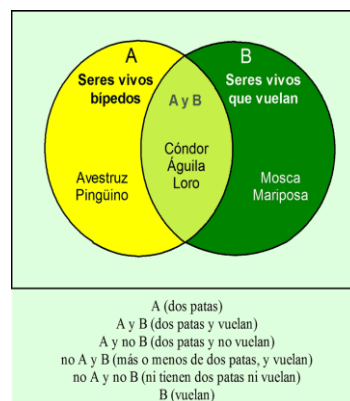 A
Seres vivos
bípedos
Avestruz
Pingüino
A y B
Cóndor
Águila
Loro
B
Seres vivos
que vuelan
Mosca
Mariposa
A (dos patas)
A y B (dos patas y vuelan)
A y no B (dos patas y no vuelan)
no A y B (más o menos de dos patas, y vuelan)
no A y no B (ni tienen dos patas ni vuelan)
B (vuelan)